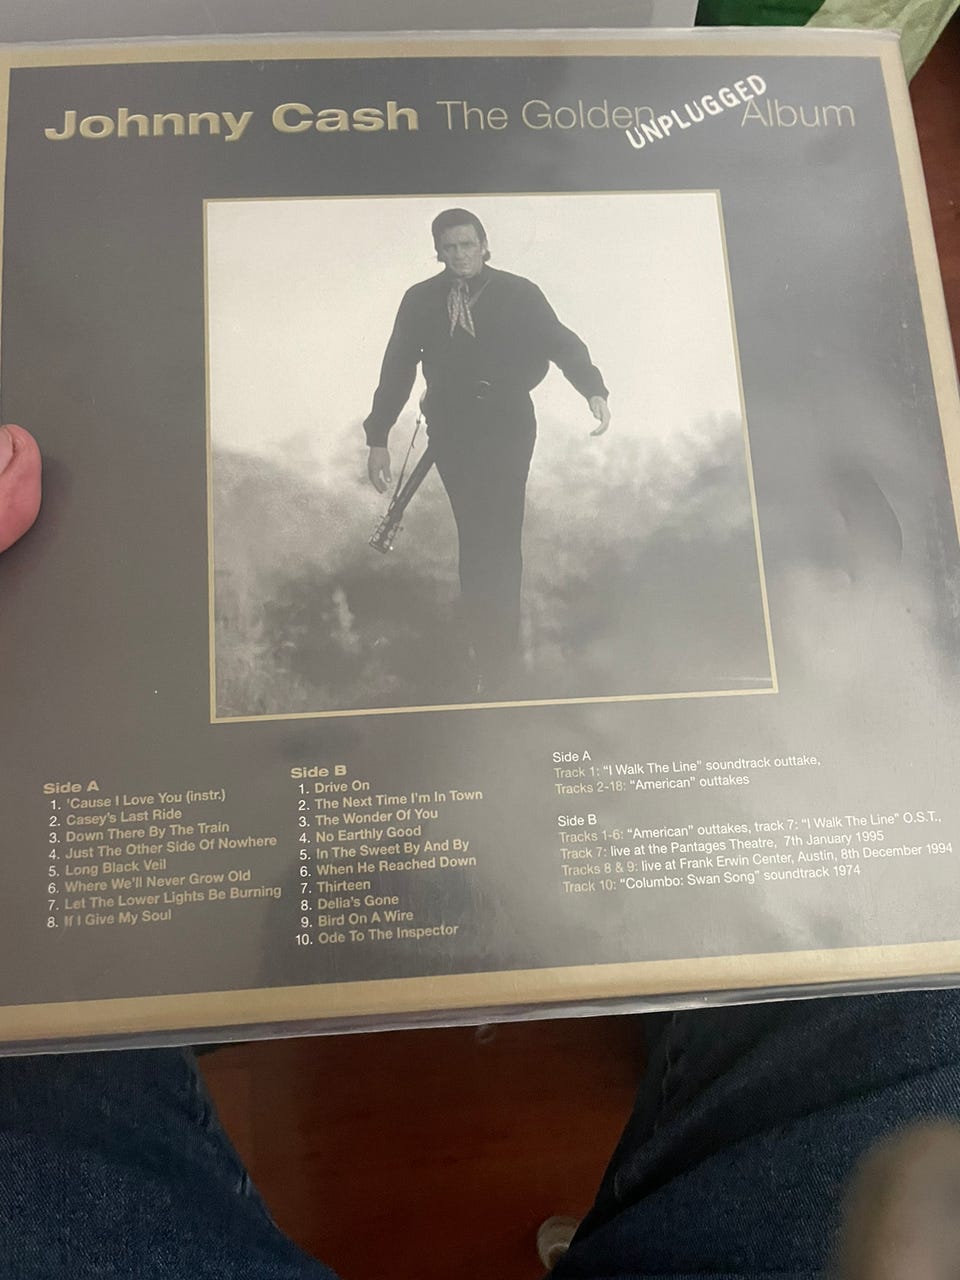 Johnny Cash The Golden UNPLUGGED Album
Side A
1. 'Cause I Love You (instr.)
2. Casey's Last Ride
3. Down There By The Train
4. Just The Other Side Of Nowhere
5. Long Black Veil
6. Where We'll Never Grow Old
7. Let The Lower Lights Be Burning
8. If I Give My Soul
Side B
1. Drive On
2. The Next Time I'm In Town
3. The Wonder Of You
4. No Earthly Good
5. In The Sweet By And By
6. When He Reached Down
7. Thirteen
8. Delia's Gone
9. Bird On A Wire
10. Ode To The Inspector
Side A
Track 1: "I Walk The Line" soundtrack outtake,
Tracks 2-18: "American" outtakes
Side B
Tracks 1-6: "American" outtakes, track 7: "I Walk The Line" O.S.T.,
Track 7: live at the Pantages Theatre, 7th January 1995
Tracks 8 & 9: live at Frank Erwin Center, Austin, 8th December 1994
Track 10: "Columbo: Swan Song" soundtrack 1974